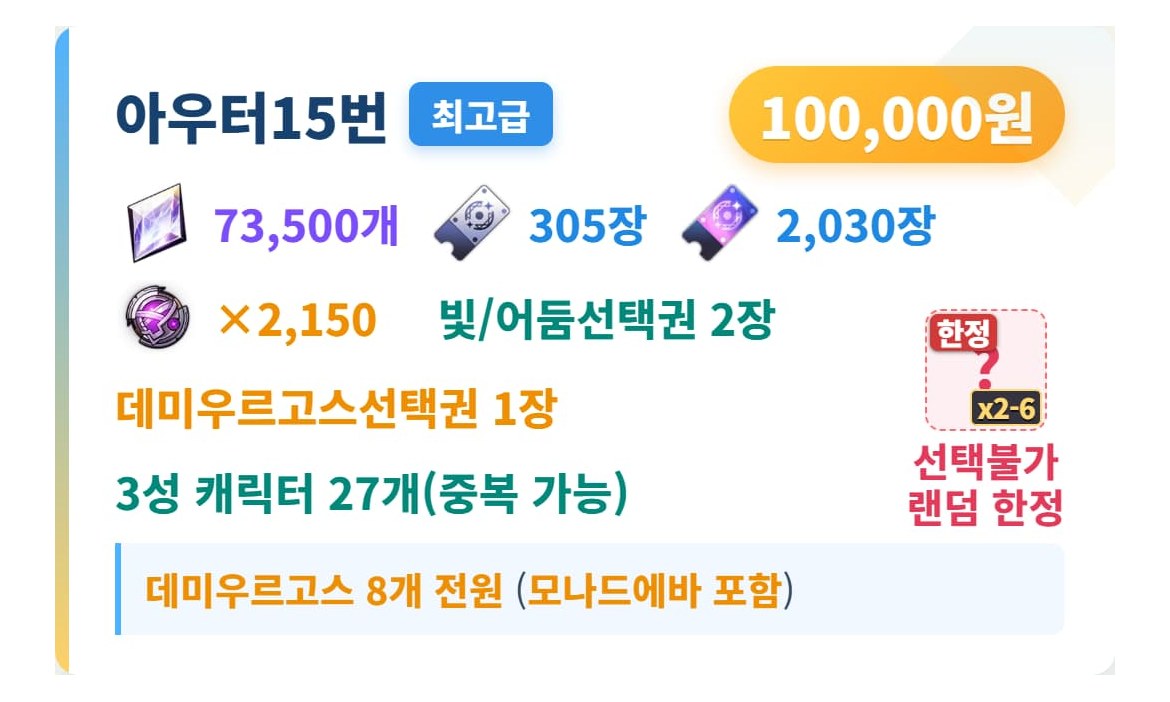 아우터15번 최고급 100,000원
73,500개 305장 2,030장
×2,150 빛/어둠선택권 2장
한정
?
x2-6
데미우르고스선택권 1장
선택불가
랜덤 한정
3성 캐릭터 27개(중복 가능)
데미우르고스 8개 전원 (모나드에바 포함)